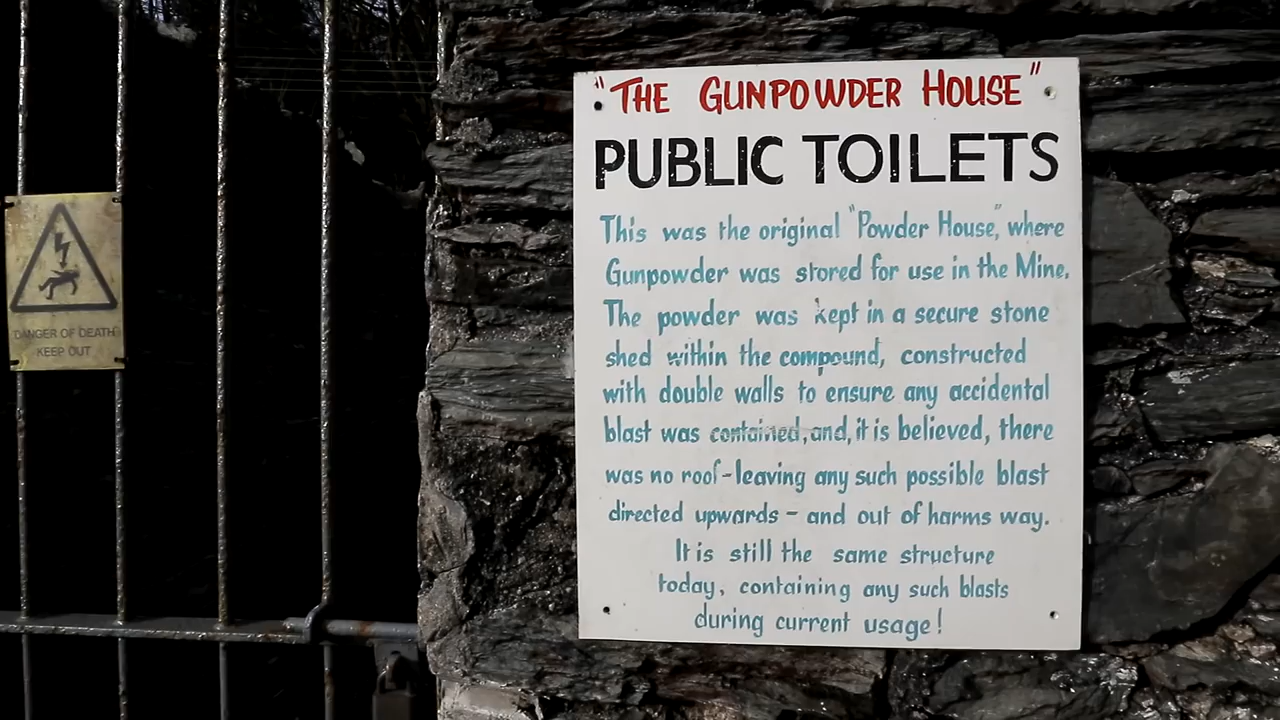 "THE GUNPOWDER HOUSE"
PUBLIC TOILETS
This was the original "Powder House", where
Gunpowder was stored for use in the Mine.
The powder was kept in a secure stone
shed within the compound, constructed
with double walls to ensure any accidental
blast was contained, and, it is believed, there
was no roof-leaving any such possible blast
directed upwards - and out of harms way.
It is still the same structure
today, containing any such blasts
during current usage!
DANGER OF DEATH
KEEP OUT